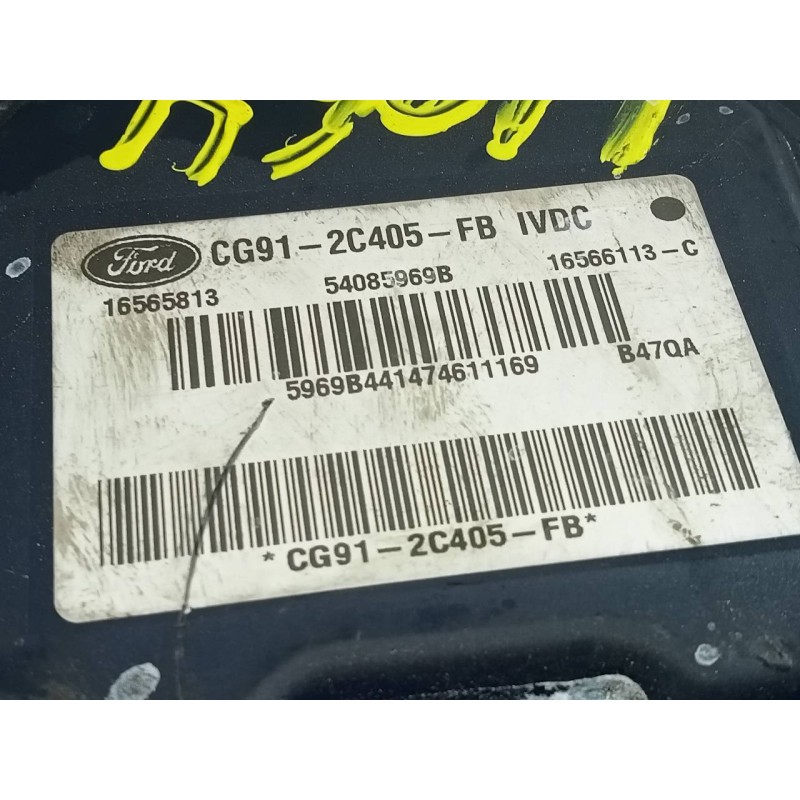 Ford CG91-2C405-FB IVDC
16565813 54085969B 16566113-C
5969B441474611169 B47QA
*CG91-2C405-FB*